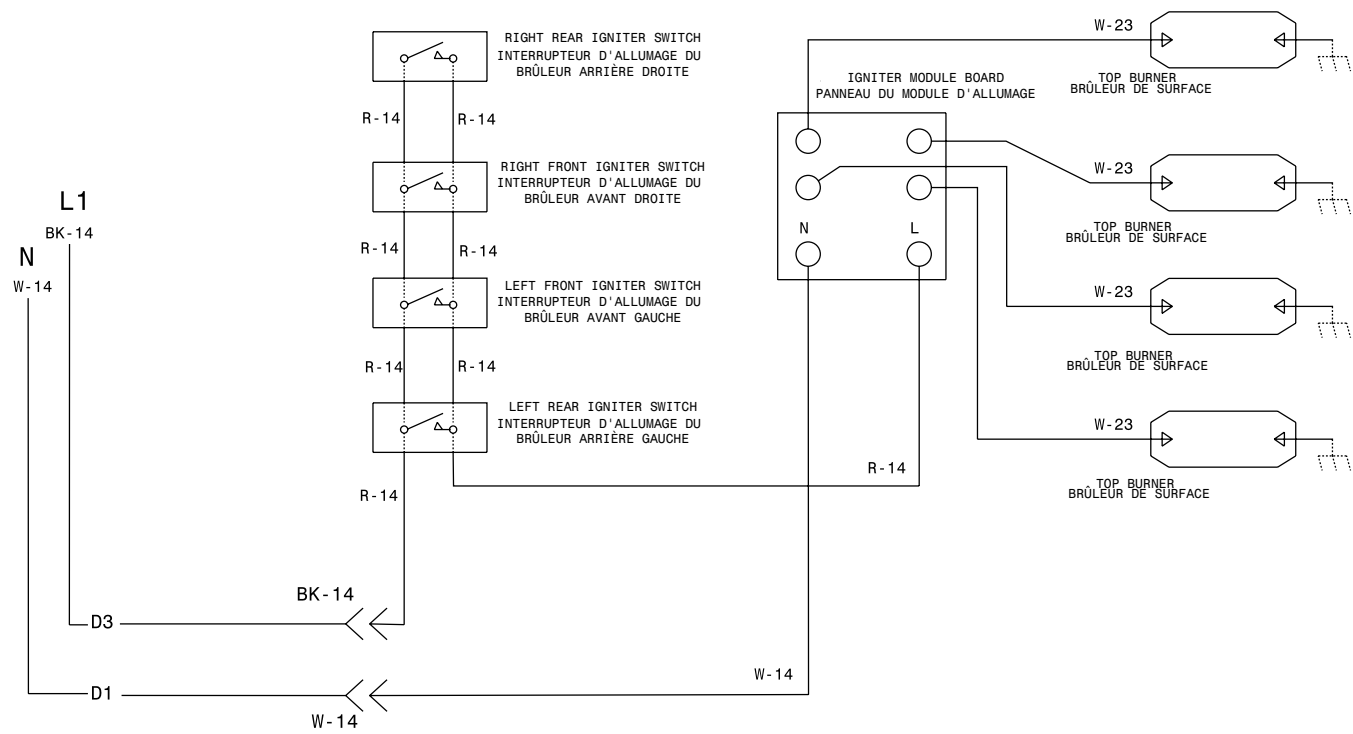 RIGHT REAR IGNITER SWITCH
INTERRUPTEUR D'ALLUMAGE DU
BRÛLEUR ARRIÈRE DROITE
R-14
R-14
RIGHT FRONT IGNITER SWITCH
INTERRUPTEUR D'ALLUMAGE DU
BRÛLEUR AVANT DROITE
R-14
R-14
LEFT FRONT IGNITER SWITCH
INTERRUPTEUR D'ALLUMAGE DU
BRÛLEUR AVANT GAUCHE
R-14
R-14
LEFT REAR IGNITER SWITCH
INTERRUPTEUR D'ALLUMAGE DU
BRÛLEUR ARRIÈRE GAUCHE
R-14
R-14
L1
BK-14
N
W-14
BK-14
D3
D1
W-14
W-14
IGNITER MODULE BOARD
PANNEAU DU MODULE D'ALLUMAGE
N
L
W-23
TOP BURNER
BRÛLEUR DE SURFACE
W-23
TOP BURNER
BRÛLEUR DE SURFACE
W-23
TOP BURNER
BRÛLEUR DE SURFACE
W-23
TOP BURNER
BRÛLEUR DE SURFACE